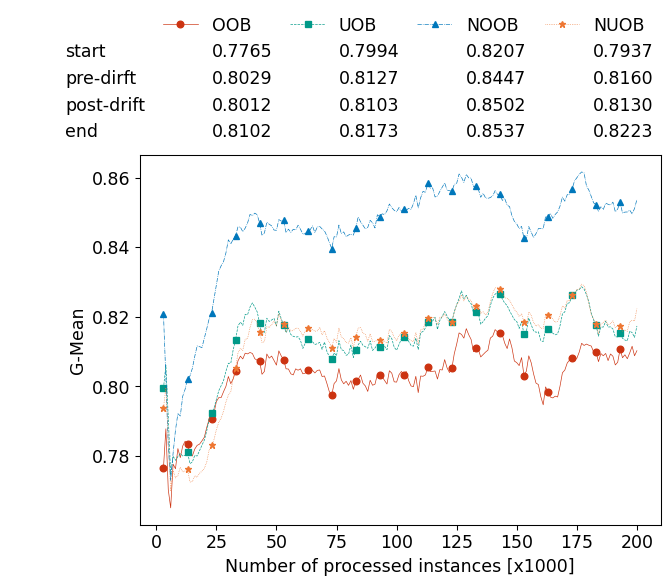 OOB UOB NOOB NUOB
start 0.7765 0.7994 0.8207 0.7937
pre-dirft 0.8029 0.8127 0.8447 0.8160
post-drift 0.8012 0.8103 0.8502 0.8130
end 0.8102 0.8173 0.8537 0.8223
0.86
0.84
0.82
0.80
0.78
G-Mean
0 25 50 75 100 125 150 175 200
Number of processed instances [x1000]